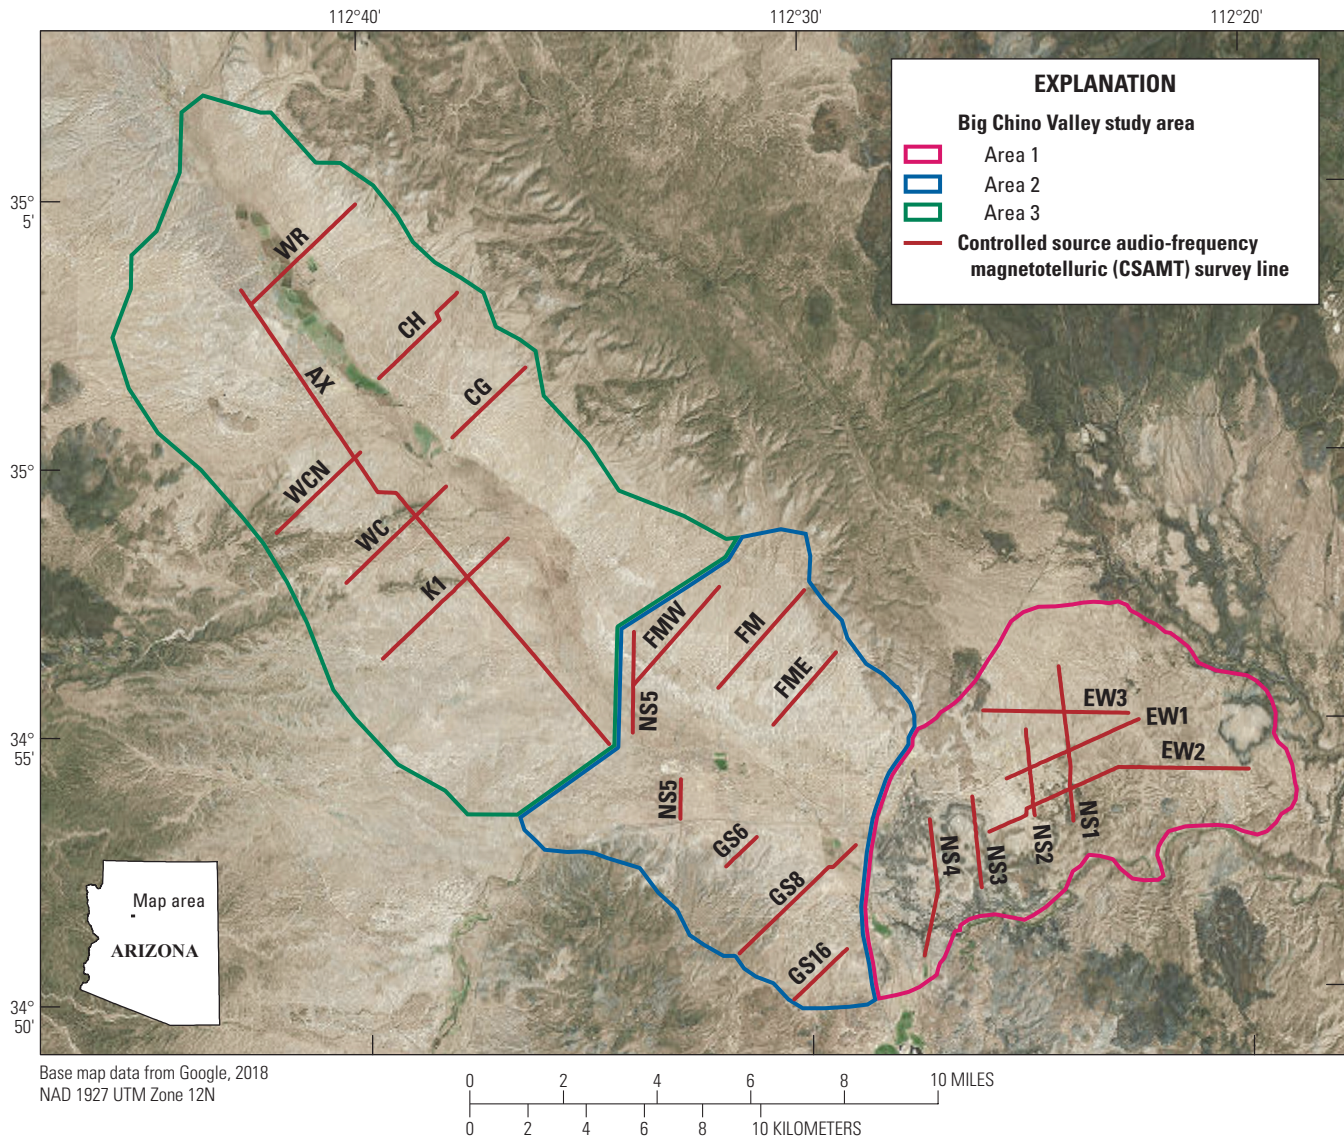 112°40'
112°30'
112°20'
EXPLANATION
Big Chino Valley study area
Area 1
Area 2
Area 3
Controlled source audio-frequency
magnetotelluric (CSAMT) survey line
35°
5'
WR
CH
AX
CG
35°
WCN
WC
K1
FMW
FM
FME
NS5
EW3
EW1
34°
55'
EW2
NS5
NS1
GS6
NS2
NS3
NS4
GS8
Map area
ARIZONA
GS16
34°
50'
Base map data from Google, 2018
NAD 1927 UTM Zone 12N
0 2 4 6 8 10 MILES
0 2 4 6 8 10 KILOMETERS